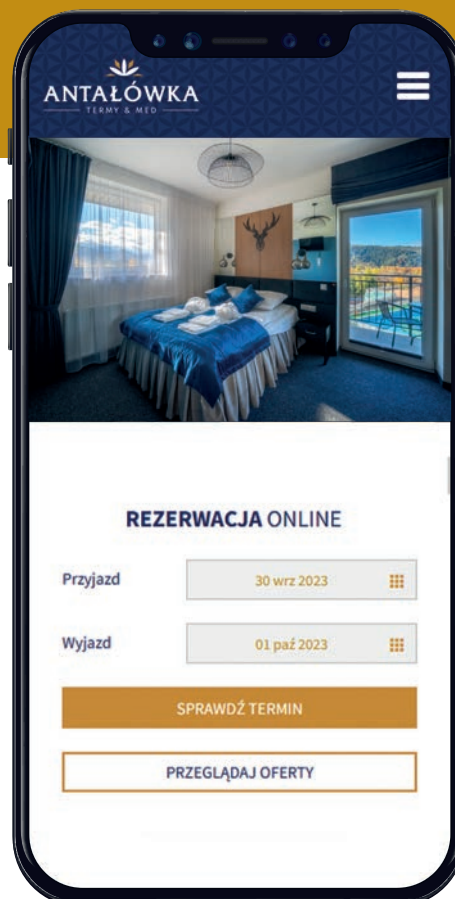 ANTAŁÓWKA
TERMY & MED
REZERWACJA ONLINE
Przyjazd
30 wrz 2023
Wyjazd
01 paź 2023
SPRAWDŹ TERMIN
PRZEGLĄDAJ OFERTY